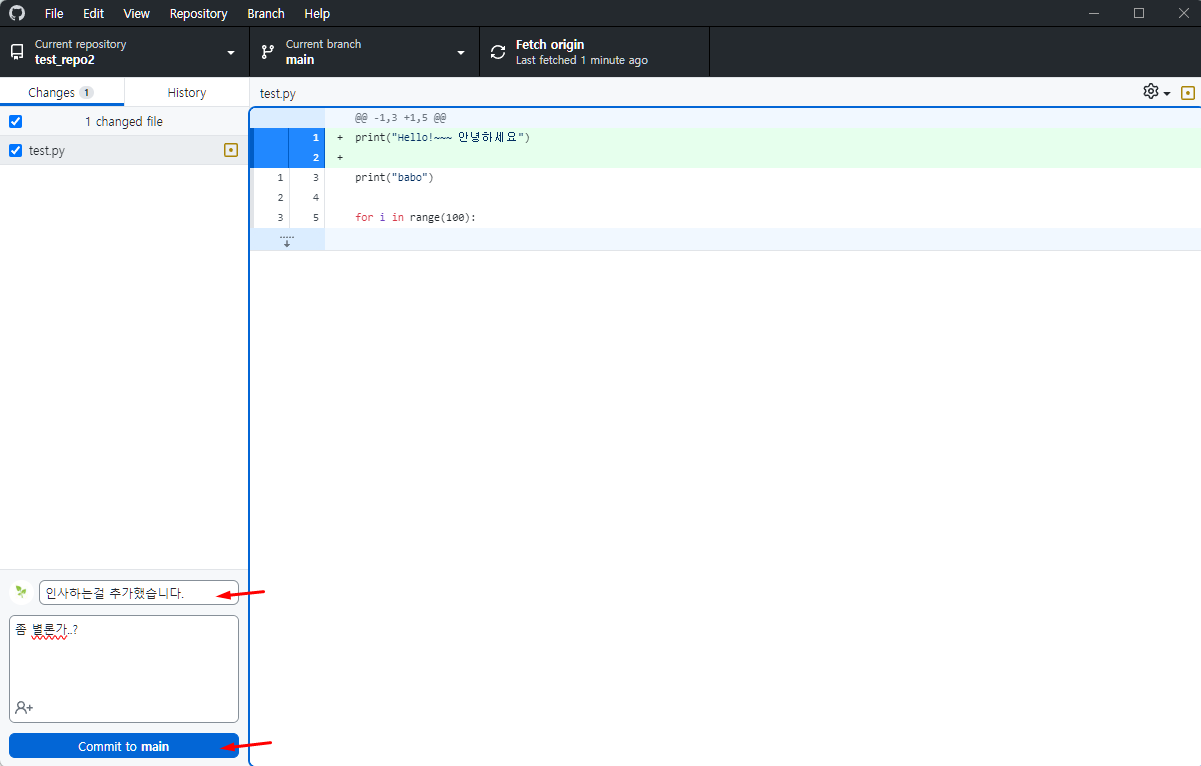 File Edit View Repository Branch Help
Current repository
test_repo2
Current branch
main
Fetch origin
Last fetched 1 minute ago
Changes 1 History
1 changed file
test.py
test.py
@@ -1,3 +1,5 @@
1 + print("Hello!~~~ 안녕하세요")
2 +
1 3 print("babo")
2 4
3 5 for i in range(100):
인사하는걸 추가했습니다.
좀 별론가..?
Commit to main